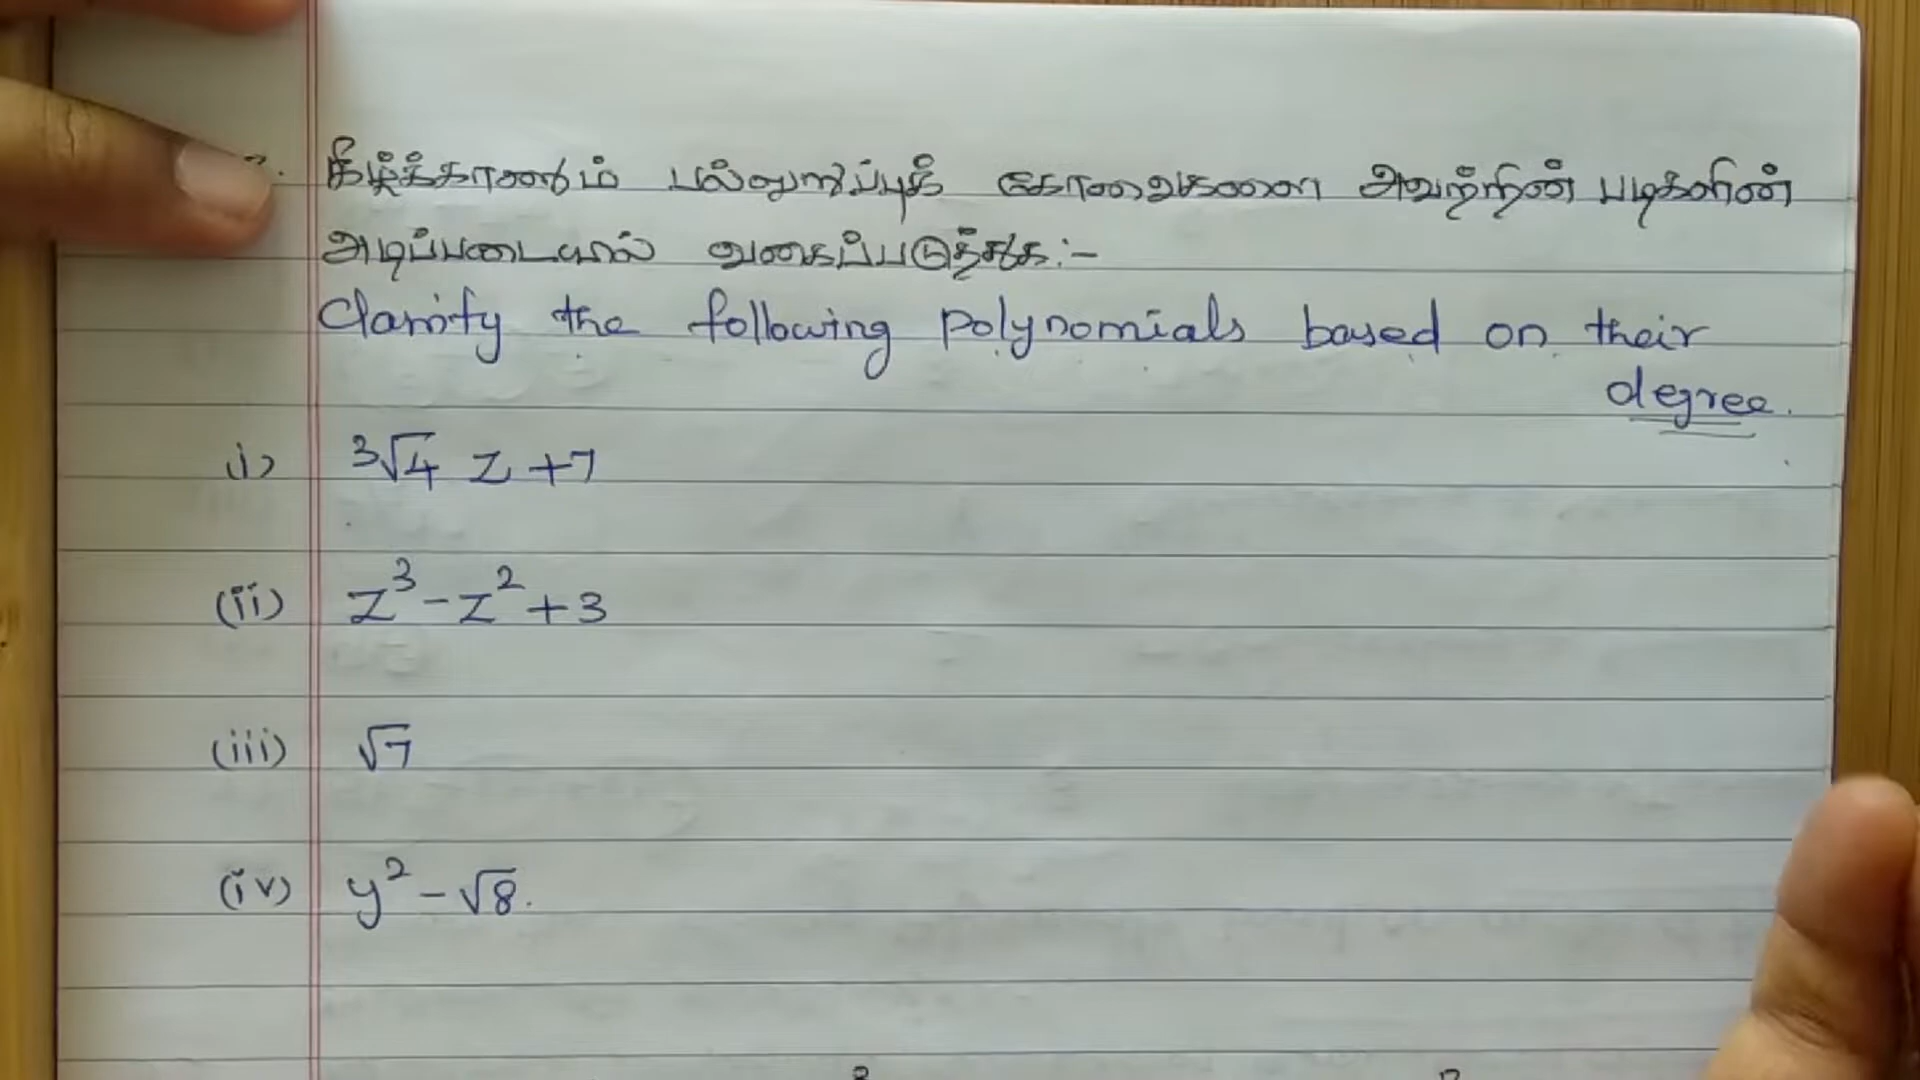 கீழ்க்காணும் பல்லுறுப்புக் கோவைகளை அவற்றின் படிகளின்
அடிப்படையில் வகைப்படுத்துக:-
Clarify the following polynomials based on their
degree.
(i) ³√4 z + 7
(ii) z³ - z² + 3
(iii) √7
(iv) y² - √8.